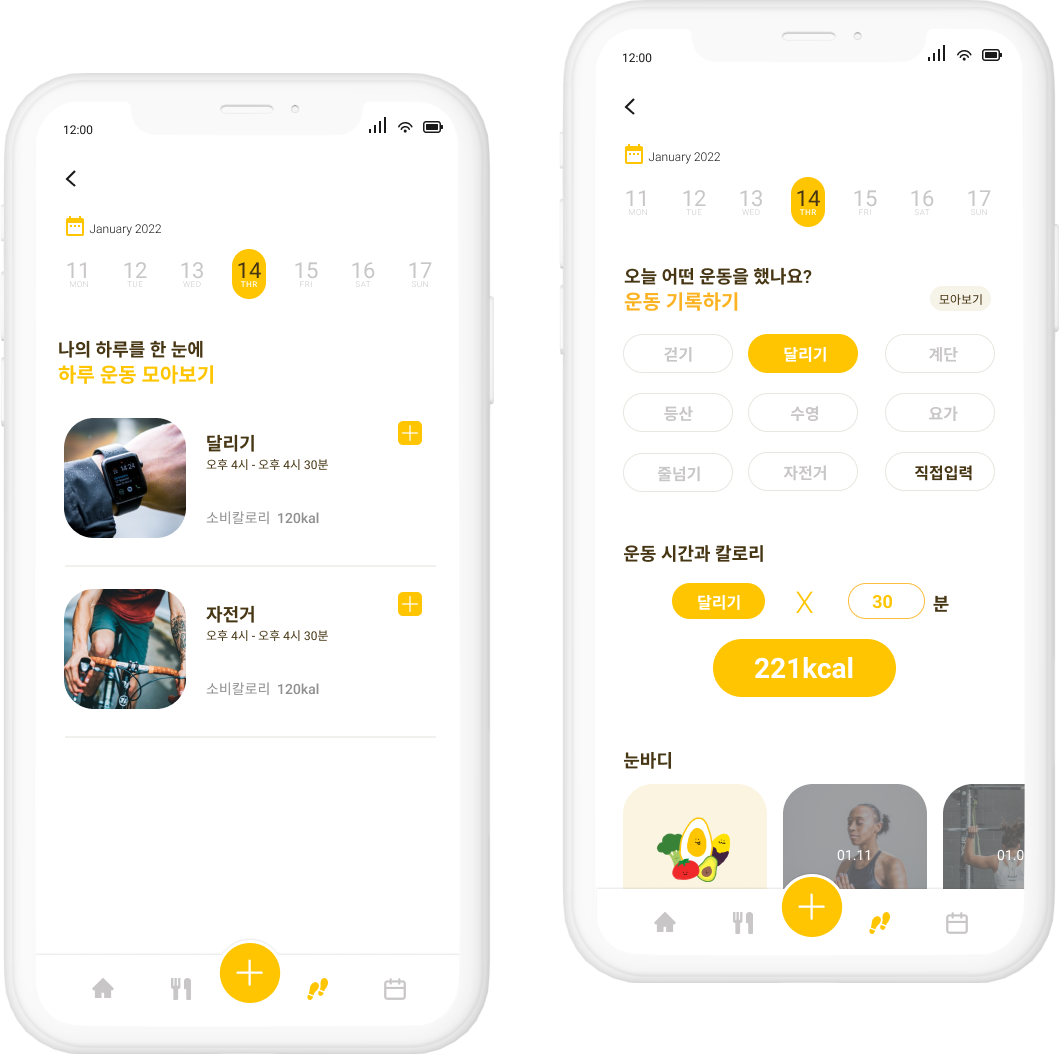 12:00
January 2022
11 12 13 14 15 16 17
MON TUE WED THR FRI SAT SUN
나의 하루를 한 눈에
하루 운동 모아보기
14:24
달리기
오후 4시 - 오후 4시 30분
소비칼로리 120kal
자전거
오후 4시 - 오후 4시 30분
소비칼로리 120kal
12:00
January 2022
11 12 13 14 15 16 17
MON TUE WED THR FRI SAT SUN
오늘 어떤 운동을 했나요?
운동 기록하기
모아보기
걷기 달리기 계단
등산 수영 요가
줄넘기 자전거 직접입력
운동 시간과 칼로리
달리기 X 30 분
221kcal
눈바디
01.11 01.0